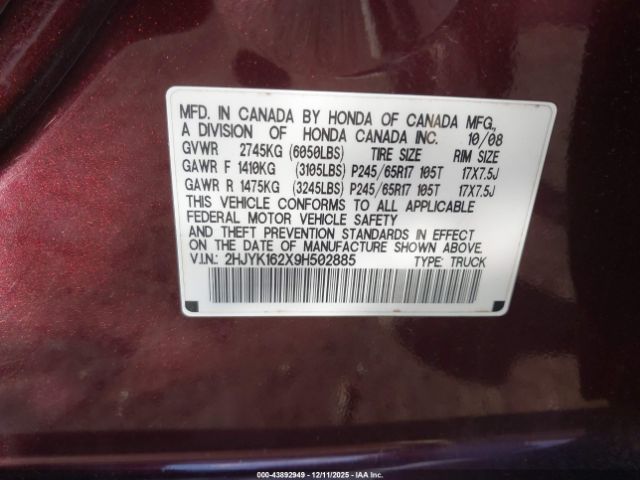 MFD. IN CANADA BY HONDA OF CANADA MFG.,
A DIVISION OF HONDA CANADA INC. 10/08
GVWR 2745KG (6050LBS) TIRE SIZE RIM SIZE
GAWR F 1410KG (3105LBS) P245/65R17 105T 17X7.5J
GAWR R 1475KG (3245LBS) P245/65R17 105T 17X7.5J
THIS VEHICLE CONFORMS TO ALL APPLICABLE
FEDERAL MOTOR VEHICLE SAFETY
AND THEFT PREVENTION STANDARDS IN EFFECT
ON THE DATE OF MANUFACTURE SHOWN ABOVE.
V.I.N.: 2HJYK162X9H502885 TYPE: TRUCK
© 2000-43892949 - 12/11/2025 - IAA Inc.